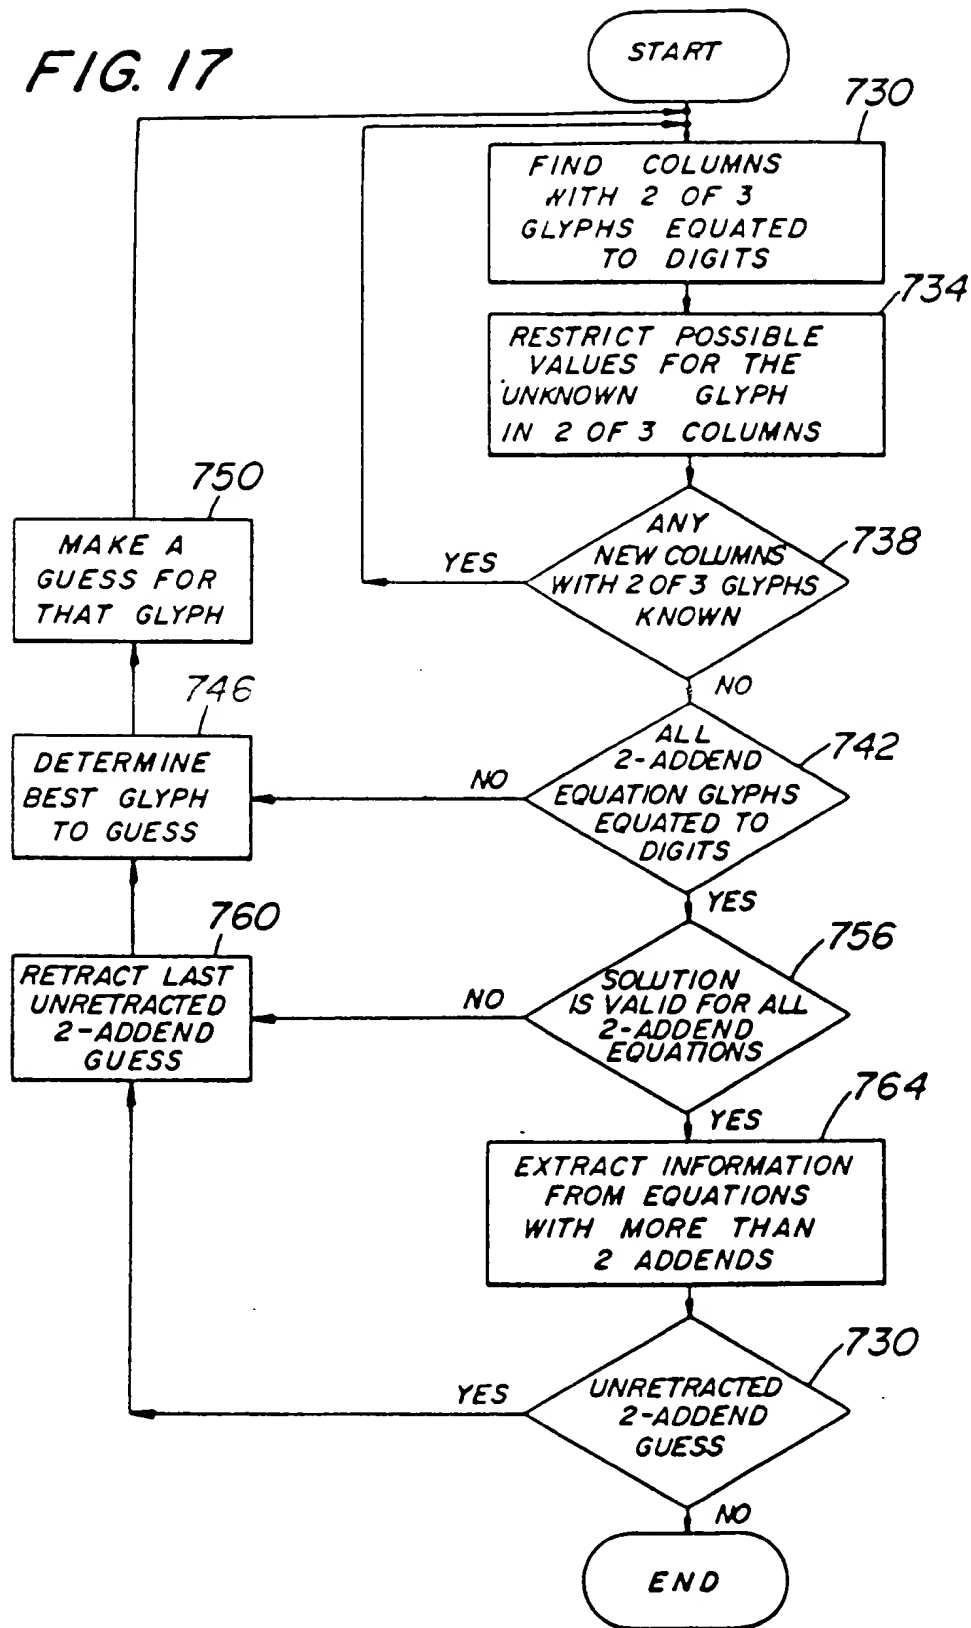 FIG. 17
START
730
FIND COLUMNS
WITH 2 OF 3
GLYPHS EQUATED
TO DIGITS
734
RESTRICT POSSIBLE
VALUES FOR THE
UNKNOWN GLYPH
IN 2 OF 3 COLUMNS
738
ANY
NEW COLUMNS
WITH 2 OF 3 GLYPHS
KNOWN
YES
NO
750
MAKE A
GUESS FOR
THAT GLYPH
746
DETERMINE
BEST GLYPH
TO GUESS
742
ALL
2-ADDEND
EQUATION GLYPHS
EQUATED TO
DIGITS
NO
YES
760
RETRACT LAST
UNRETRACTED
2-ADDEND
GUESS
756
SOLUTION
IS VALID FOR ALL
2-ADDEND
EQUATIONS
NO
YES
764
EXTRACT INFORMATION
FROM EQUATIONS
WITH MORE THAN
2 ADDENDS
730
UNRETRACTED
2-ADDEND
GUESS
YES
NO
END